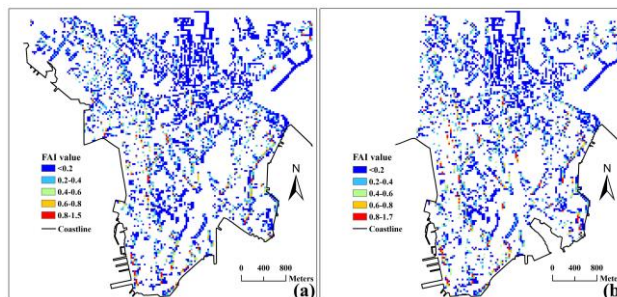 FAI value
<0.2
0.2-0.4
0.4-0.6
0.6-0.8
0.8-1.5
Coastline
N
0 400 800
Meters
(a)
FAI value
<0.2
0.2-0.4
0.4-0.6
0.6-0.8
0.8-1.7
Coastline
N
0 400 800
Meters
(b)